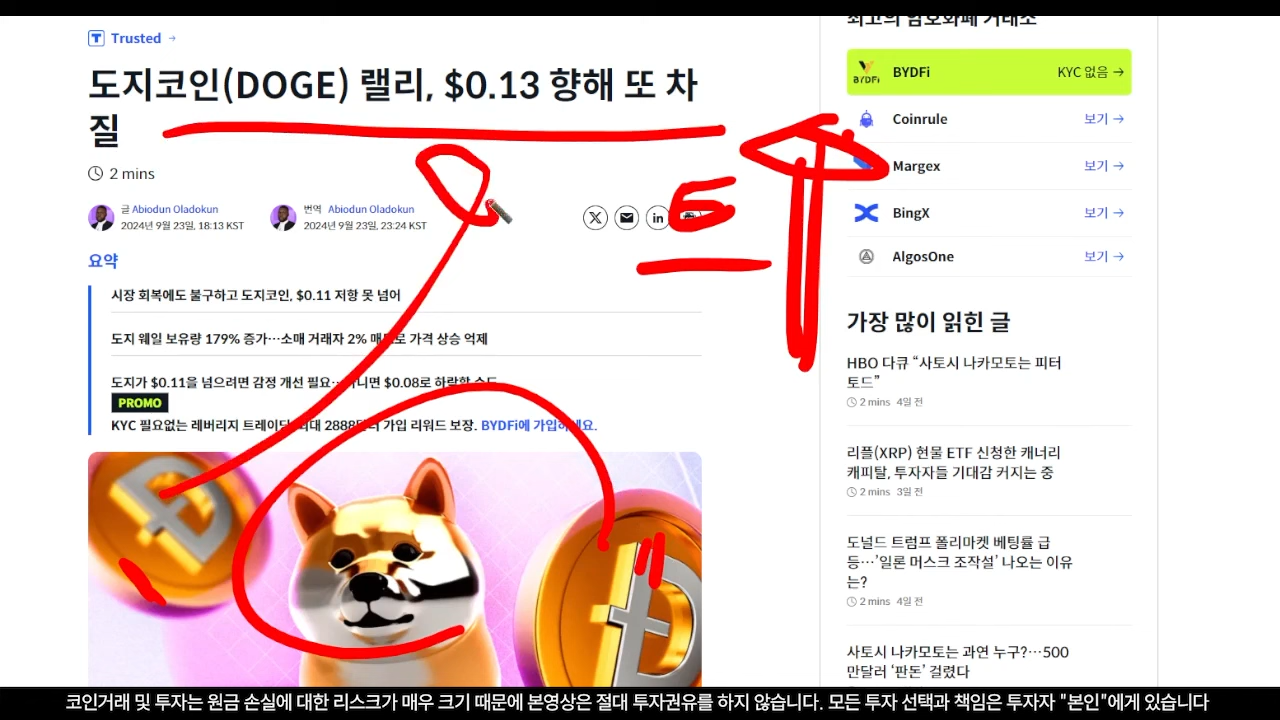 Trusted →
도지코인(DOGE) 랠리, $0.13 향해 또 차
질
2 mins
글 Abiodun Oladokun
2024년 9월 23일, 18:13 KST
번역 Abiodun Oladokun
2024년 9월 23일, 23:24 KST
E
요약
시장 회복에도 불구하고 도지코인, $0.11 저항 못 넘어
도지 웨일 보유량 179% 증가…소매 거래자 2% 매도로 가격 상승 억제
도지가 $0.11을 넘으려면 감정 개선 필요… $0.08로 하락할 수도
PROMO
KYC 필요없는 레버리지 트레이딩, 최대 2888달러 가입 리워드 보장. BYDFi에 가입하세요.
최고의 암호화폐 거래소
BYDFi
BYDFi KYC 없음 →
Coinrule 보기 →
Margex 보기 →
BingX 보기 →
AlgosOne 보기 →
가장 많이 읽힌 글
HBO 다큐 “사토시 나카모토는 피터
토드”
2 mins 4일 전
리플(XRP) 현물 ETF 신청한 캐너리
캐피탈, 투자자들 기대감 커지는 중
2 mins 3일 전
도널드 트럼프 폴리마켓 베팅률 급
등…’일론 머스크 조작설’ 나오는 이유
는?
2 mins 4일 전
사토시 나카모토는 과연 누구?…500
만달러 ‘판돈’ 걸렸다
코인거래 및 투자는 원금 손실에 대한 리스크가 매우 크기 때문에 본영상은 절대 투자권유를 하지 않습니다. 모든 투자 선택과 책임은 투자자 "본인"에게 있습니다